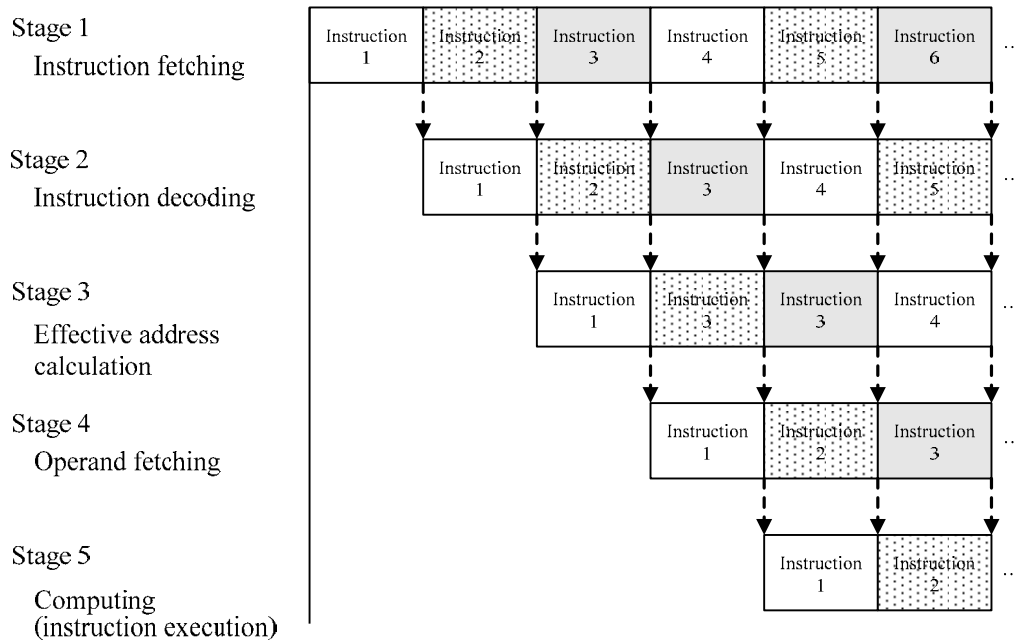 Stage 1
Instruction fetching
Instruction
1
Instruction
2
Instruction
3
Instruction
4
Instruction
5
Instruction
6
..
Stage 2
Instruction decoding
Instruction
1
Instruction
2
Instruction
3
Instruction
4
Instruction
5
..
Stage 3
Effective address
calculation
Instruction
1
Instruction
3
Instruction
3
Instruction
4
..
Stage 4
Operand fetching
Instruction
1
Instruction
2
Instruction
3
..
Stage 5
Computing
(instruction execution)
Instruction
1
Instruction
2
..